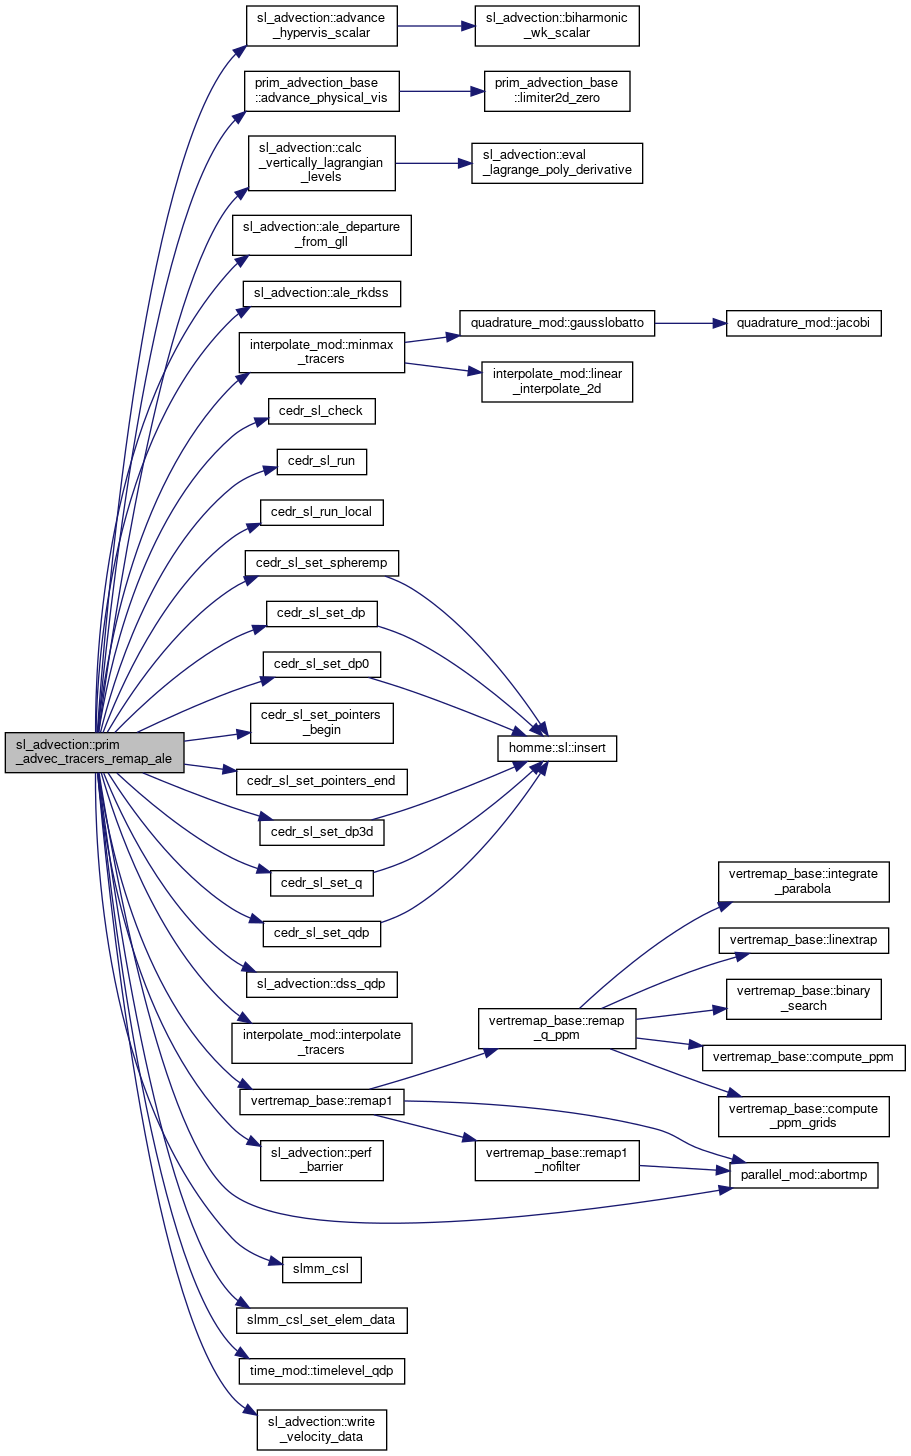 sl_advection::advance
_hypervis_scalar
sl_advection::biharmonic
_wk_scalar
prim_advection_base
::advance_physical_vis
prim_advection_base
::limiter2d_zero
sl_advection::calc
_vertically_lagrangian
_levels
sl_advection::eval
_lagrange_poly_derivative
sl_advection::ale_departure
_from_gll
sl_advection::ale_rkdss
interpolate_mod::minmax
_tracers
quadrature_mod::gausslobatto
quadrature_mod::jacobi
interpolate_mod::linear
_interpolate_2d
cedr_sl_check
cedr_sl_run
cedr_sl_run_local
cedr_sl_set_spheremp
cedr_sl_set_dp
cedr_sl_set_dp0
cedr_sl_set_pointers
_begin
sl_advection::prim
_advec_tracers_remap_ale
homme::sl::insert
cedr_sl_set_pointers_end
cedr_sl_set_dp3d
cedr_sl_set_q
cedr_sl_set_qdp
vertremap_base::integrate
_parabola
vertremap_base::linextrap
sl_advection::dss_qdp
vertremap_base::binary
_search
interpolate_mod::interpolate
_tracers
vertremap_base::remap
_q_ppm
vertremap_base::compute_ppm
vertremap_base::remap1
vertremap_base::compute
_ppm_grids
sl_advection::perf
_barrier
vertremap_base::remap1
_nofilter
parallel_mod::abortmp
slmm_csl
slmm_csl_set_elem_data
time_mod::timelevel_qdp
sl_advection::write
_velocity_data